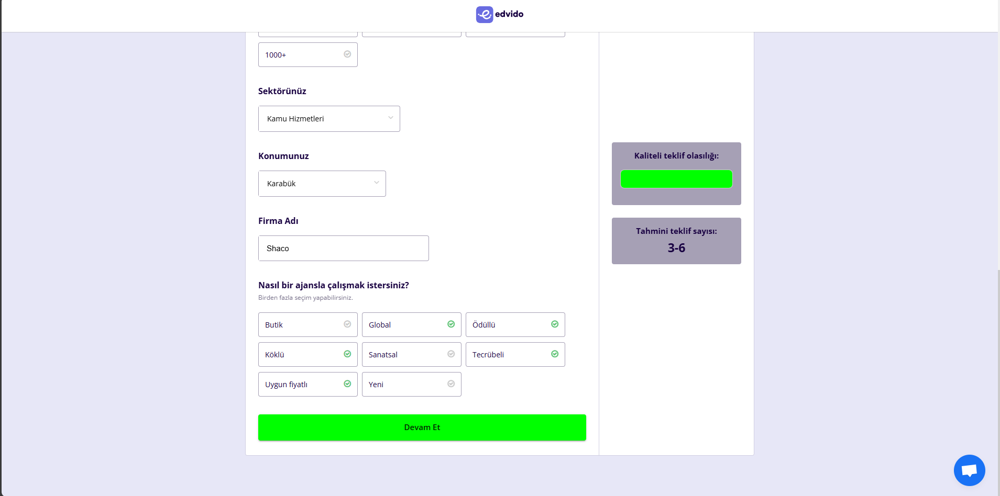 edvido
1000+
Sektörünüz
Kamu Hizmetleri
Konumunuz
Karabük
Firma Adı
Shaco
Nasıl bir ajansla çalışmak istersiniz?
Birden fazla seçim yapabilirsiniz.
Butik
Global
Ödüllü
Köklü
Sanatsal
Tecrübeli
Uygun fiyatlı
Yeni
Devam Et
Kaliteli teklif olasılığı:
Tahmini teklif sayısı:
3-6